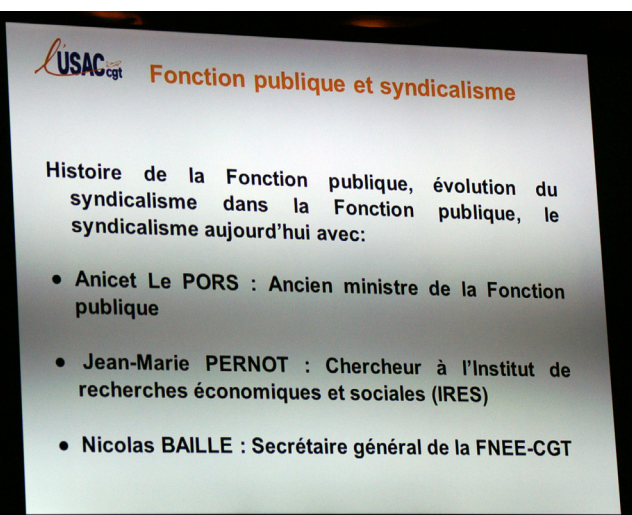 l'USAC cgt
Fonction publique et syndicalisme
Histoire de la Fonction publique, évolution du
syndicalisme dans la Fonction publique, le
syndicalisme aujourd'hui avec:
• Anicet Le PORS : Ancien ministre de la Fonction
publique
• Jean-Marie PERNOT : Chercheur à l'Institut de
recherches économiques et sociales (IRES)
• Nicolas BAILLE : Secrétaire général de la FNEE-CGT